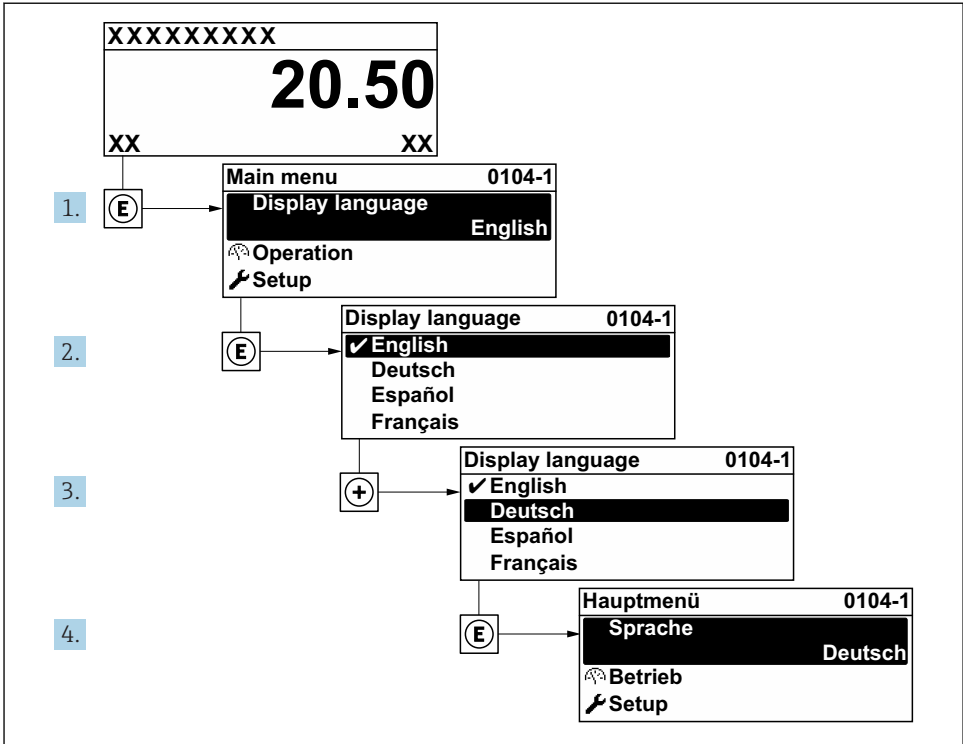 XXXXXXXXX
20.50
XX XX
1.
E
Main menu 0104-1
Display language
English
Operation
Setup
2.
E
Display language 0104-1
✔ English
Deutsch
Español
Français
3.
+
Display language 0104-1
✔ English
Deutsch
Español
Français
4.
E
Hauptmenü 0104-1
Sprache
Deutsch
Betrieb
Setup